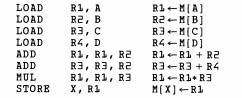 LOAD R1, A R1←M[A]
LOAD R2, B R2←M[B]
LOAD R3, C R3←M[C]
LOAD R4, D R4←M[D]
ADD R1, R1, R2 R1←R1 + R2
ADD R3, R3, R4 R3←R3 + R4
MUL R1, R1, R3 R1←R1*R3
STORE X, R1 M[X]←R1